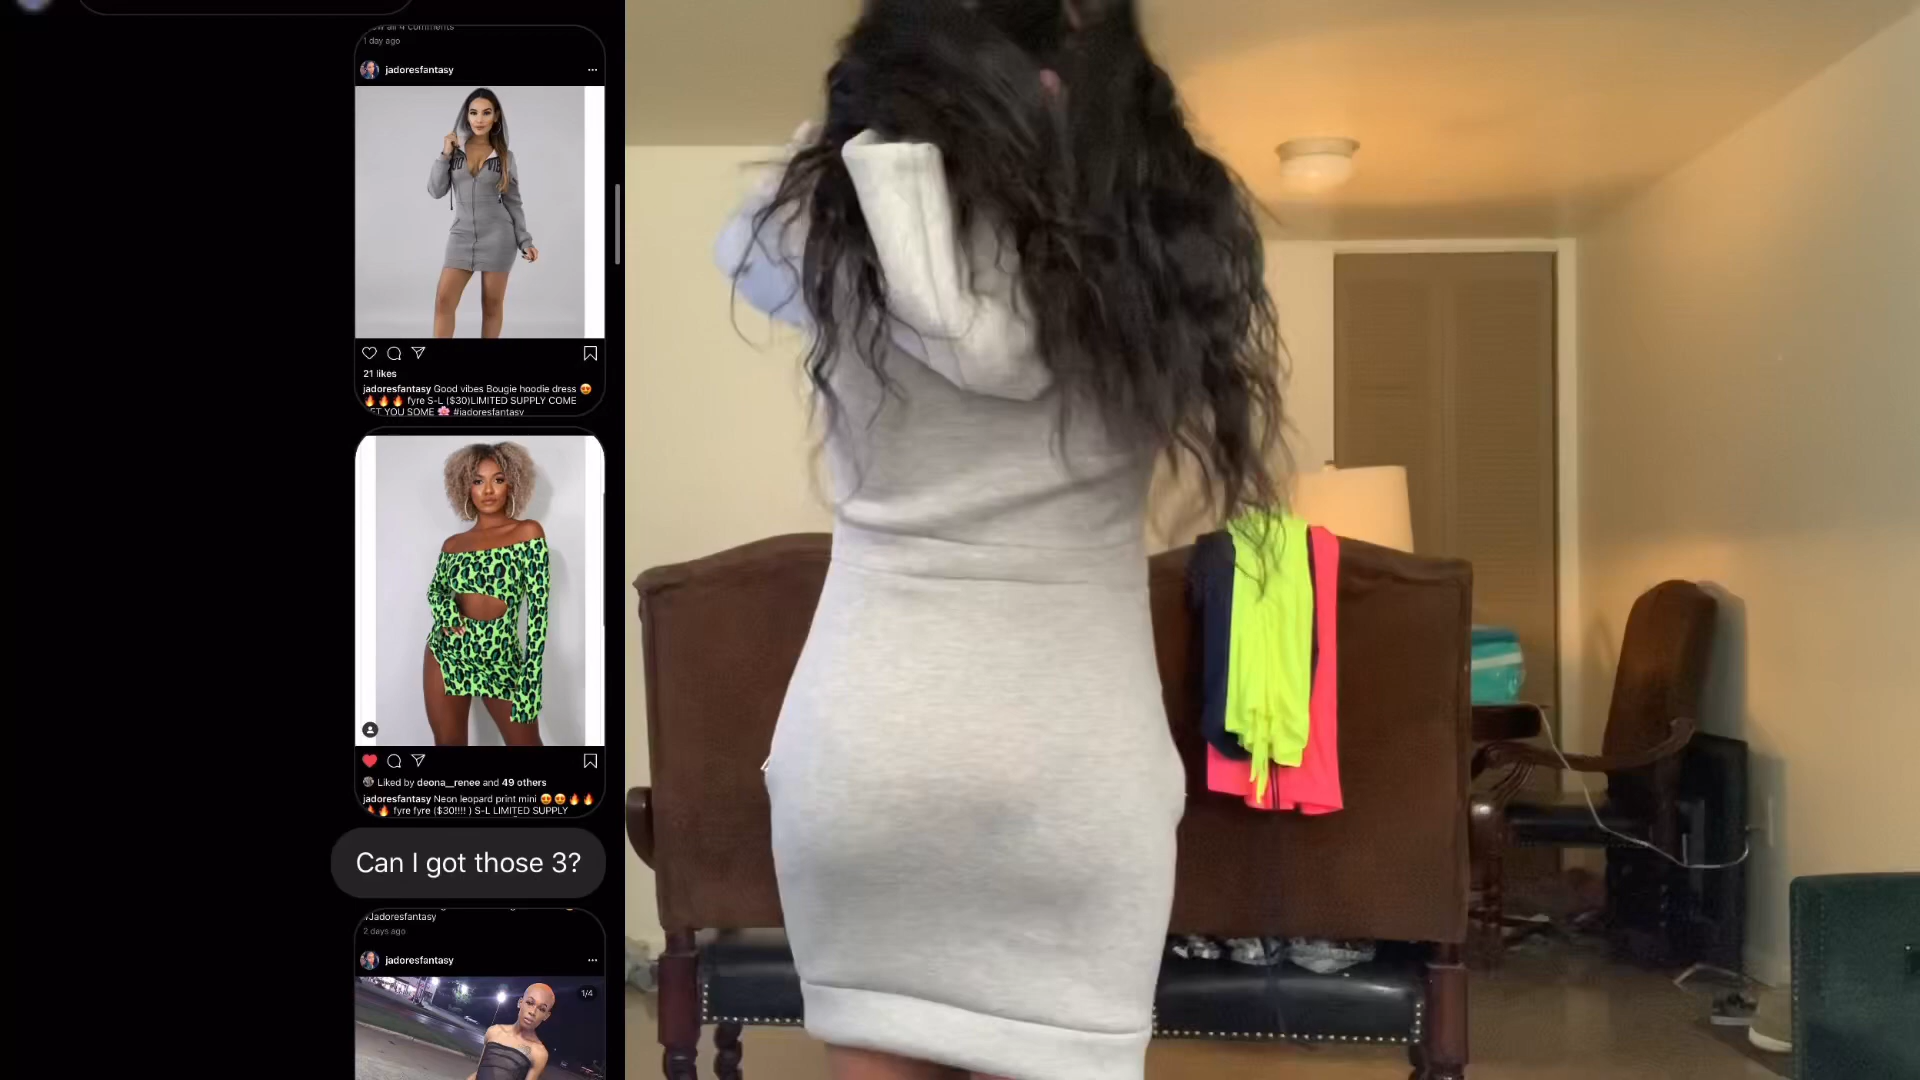 1 day ago
jadoresfantasy
21 likes
jadoresfantasy Good vibes Bougie hoodie dress 😍
🔥🔥🔥 fyre S-L ($30)LIMITED SUPPLY COME
YOU SOME 🌸 #jadoresfantasy
Liked by deona__renee and 49 others
jadoresfantasy Neon leopard print mini 😍😍🔥🔥
🔥🔥 fyre fyre ($30!!!! ) S-L LIMITED SUPPLY
Can I got those 3?
#Jadoresfantasy
2 days ago
jadoresfantasy
1/4